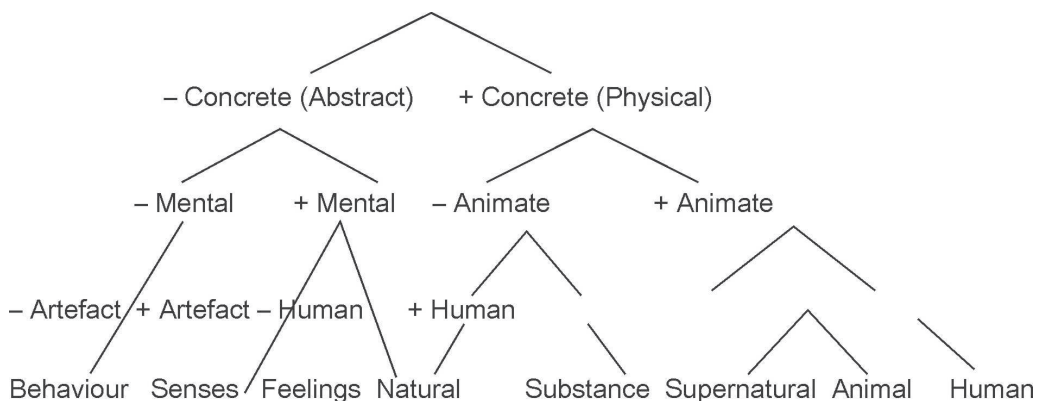 – Concrete (Abstract) + Concrete (Physical)
– Mental + Mental – Animate + Animate
– Artefact + Artefact – Human + Human
Behaviour Senses Feelings Natural Substance Supernatural Animal Human